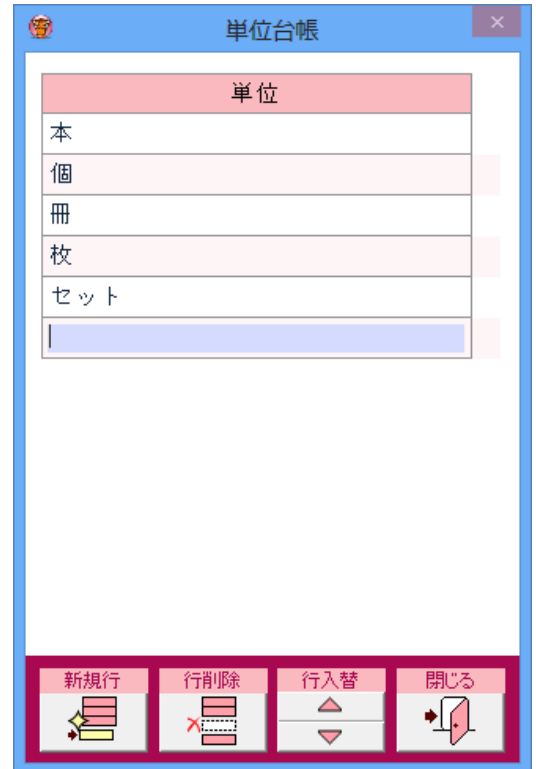 単位台帳
単位
本
個
冊
枚
セット
新規行 行削除 行入替 閉じる